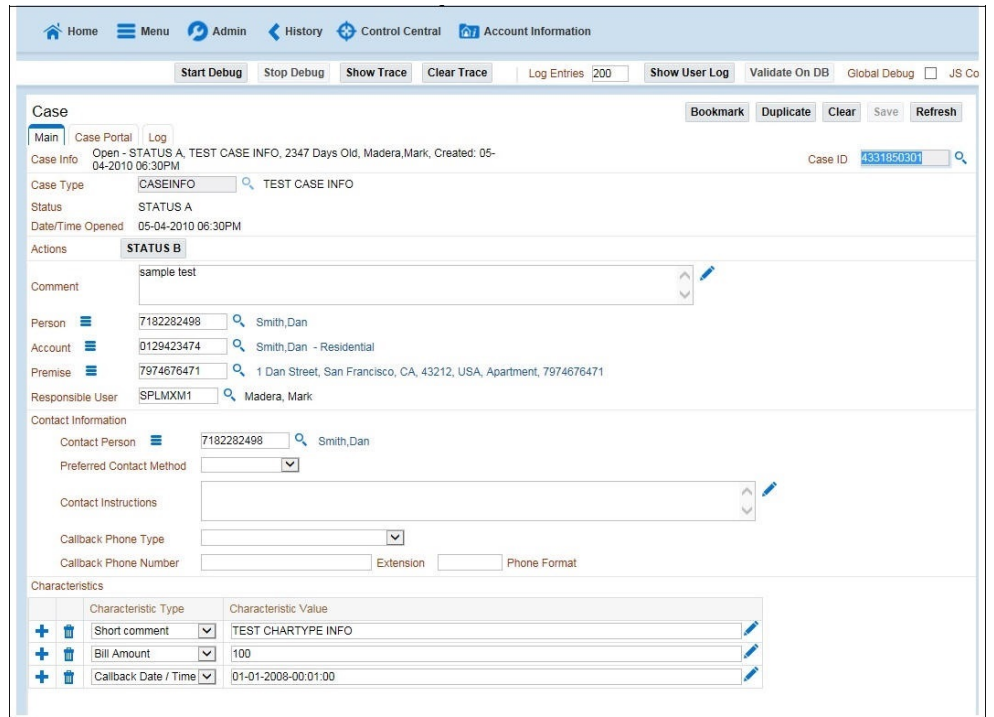 Home Menu Admin History Control Central Account Information
Start Debug Stop Debug Show Trace Clear Trace Log Entries 200 Show User Log Validate On DB Global Debug JS Co
Case Bookmark Duplicate Clear Save Refresh
Main Case Portal Log
Case Info Open - STATUS A, TEST CASE INFO, 2347 Days Old, Madera,Mark, Created: 05-
04-2010 06:30PM Case ID 4331850301
Case Type CASEINFO TEST CASE INFO
Status STATUS A
Date/Time Opened 05-04-2010 06:30PM
Actions STATUS B
Comment sample test
Person 7182282498 Smith,Dan
Account 0129423474 Smith,Dan - Residential
Premise 7974676471 1 Dan Street, San Francisco, CA, 43212, USA, Apartment, 7974676471
Responsible User SPLMXM1 Madera, Mark
Contact Information
Contact Person 7182282498 Smith,Dan
Preferred Contact Method
Contact Instructions
Callback Phone Type
Callback Phone Number Extension Phone Format
Characteristics
Characteristic Type Characteristic Value
Short comment TEST CHARTYPE INFO
Bill Amount 100
Callback Date / Time 01-01-2008-00:01:00